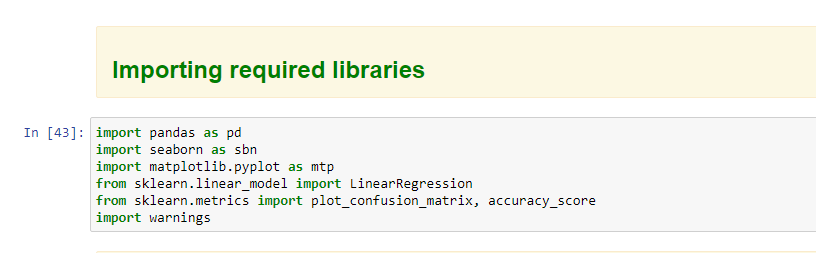 Importing required libraries
In [43]: import pandas as pd
import seaborn as sbn
import matplotlib.pyplot as mtp
from sklearn.linear_model import LinearRegression
from sklearn.metrics import plot_confusion_matrix, accuracy_score
import warnings